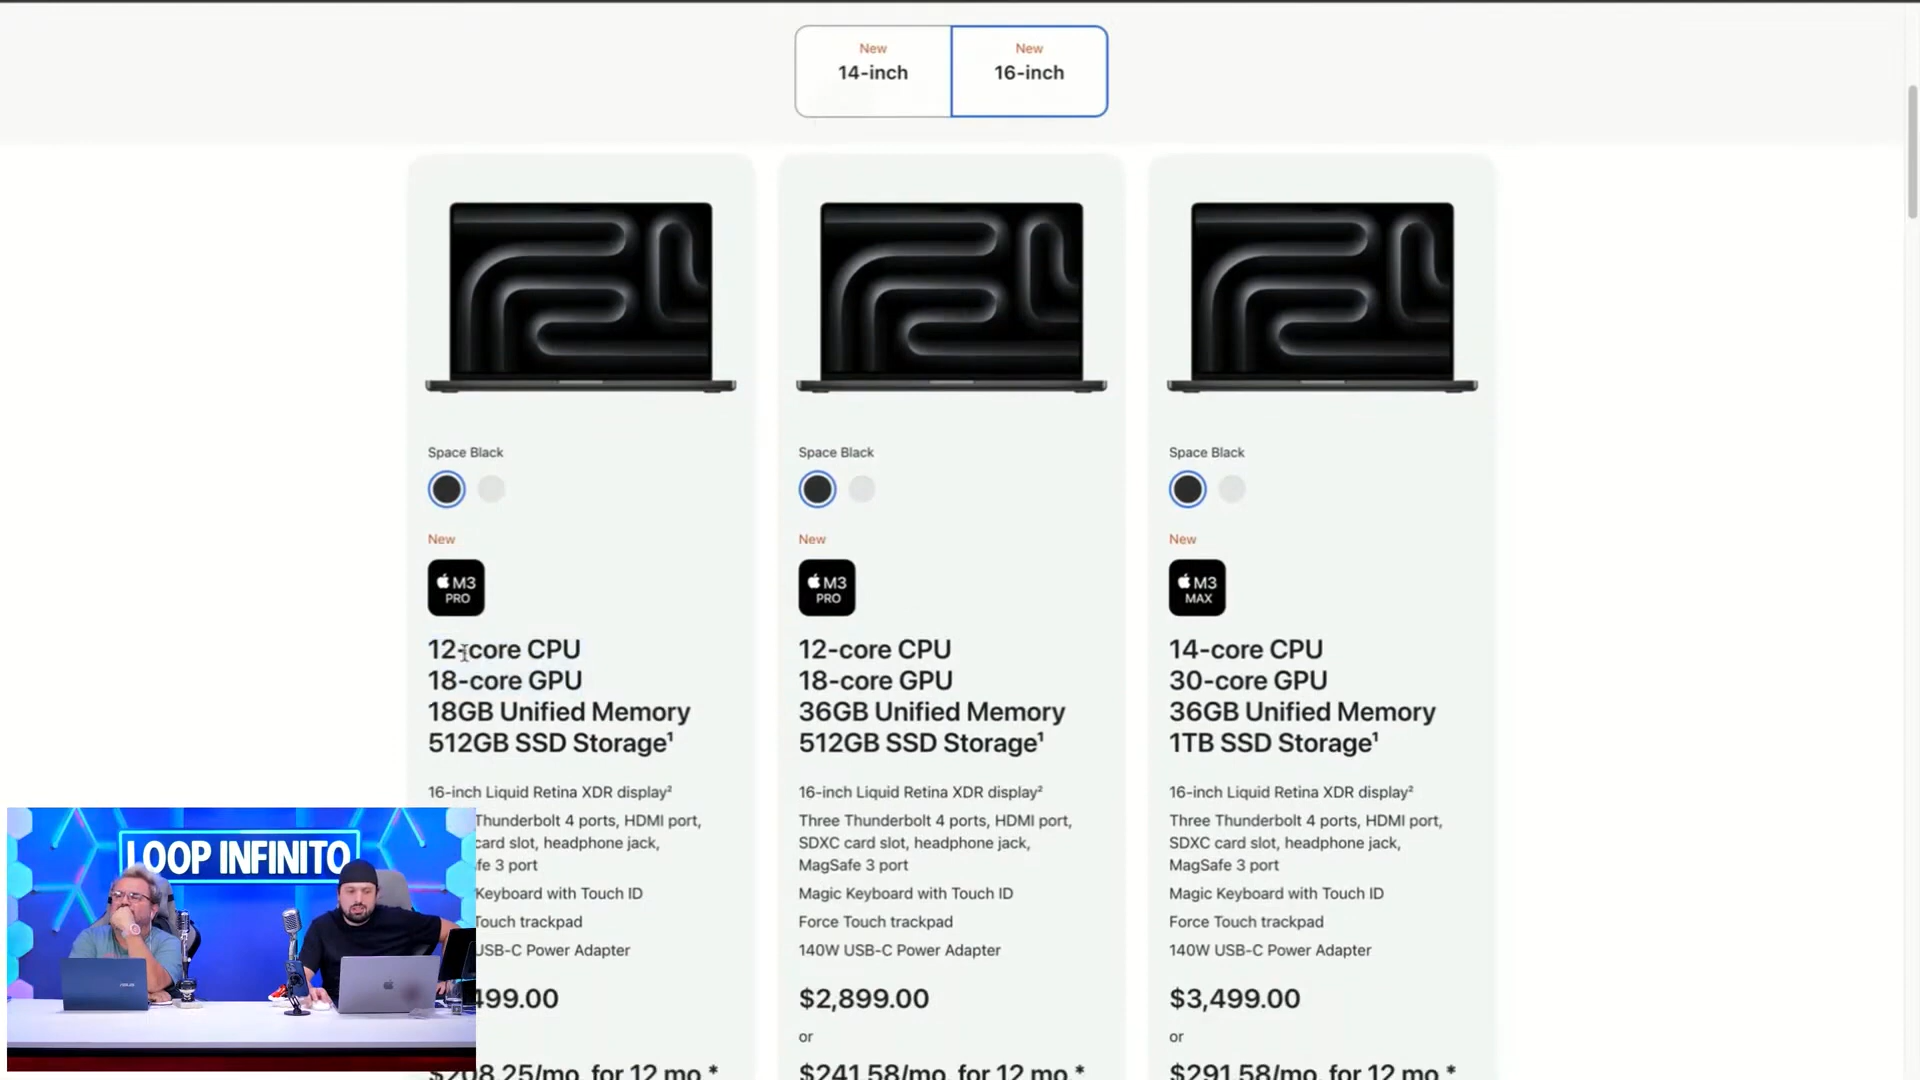 New
14-inch
New
16-inch
Space Black
New
M3
PRO
12-core CPU
18-core GPU
18GB Unified Memory
512GB SSD Storage¹
16-inch Liquid Retina XDR display²
Thunderbolt 4 ports, HDMI port,
card slot, headphone jack,
fe 3 port
Keyboard with Touch ID
Touch trackpad
USB-C Power Adapter
499.00
$208.25/mo. for 12 mo.*
Space Black
New
M3
PRO
12-core CPU
18-core GPU
36GB Unified Memory
512GB SSD Storage¹
16-inch Liquid Retina XDR display²
Three Thunderbolt 4 ports, HDMI port,
SDXC card slot, headphone jack,
MagSafe 3 port
Magic Keyboard with Touch ID
Force Touch trackpad
140W USB-C Power Adapter
$2,899.00
or
$241.58/mo. for 12 mo.*
Space Black
New
M3
MAX
14-core CPU
30-core GPU
36GB Unified Memory
1TB SSD Storage¹
16-inch Liquid Retina XDR display²
Three Thunderbolt 4 ports, HDMI port,
SDXC card slot, headphone jack,
MagSafe 3 port
Magic Keyboard with Touch ID
Force Touch trackpad
140W USB-C Power Adapter
$3,499.00
or
$291.58/mo. for 12 mo.*
LOOP INFINITO